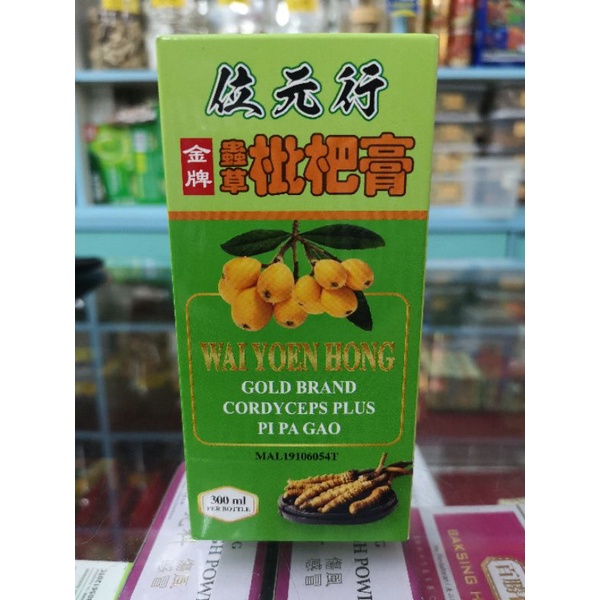 位元行
金牌
蟲草
枇杷膏
WAI YOEN HONG
GOLD BRAND
CORDYCEPS PLUS
PI PA GAO
MAL19106054T
300 ml
PER BOTTLE
BAKSING H